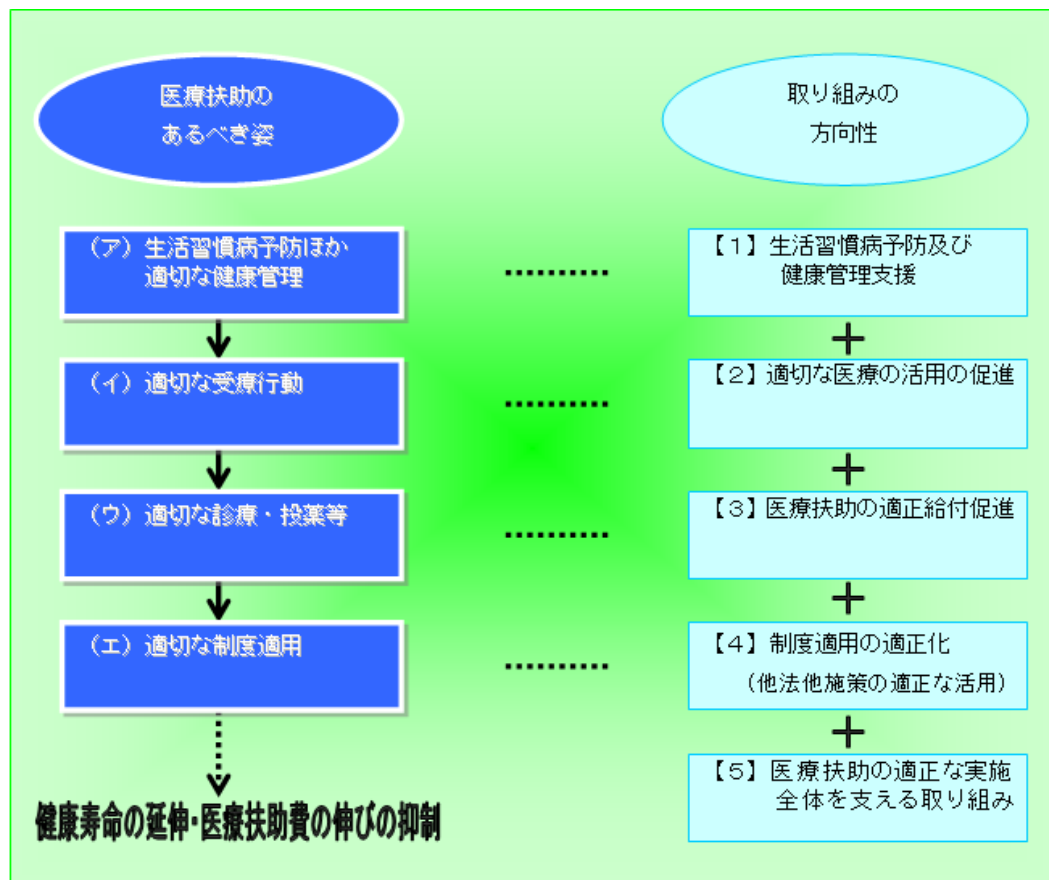 医療扶助の
あるべき姿
取り組みの
方向性
（ア）生活習慣病予防ほか
適切な健康管理
【１】生活習慣病予防及び
健康管理支援
＋
（イ）適切な受療行動
【２】適切な医療の活用の促進
＋
（ウ）適切な診療・投薬等
【３】医療扶助の適正給付促進
＋
（エ）適切な制度適用
【４】制度適用の適正化
（他法他施策の適正な活用）
＋
【５】医療扶助の適正な実施
全体を支える取り組み
健康寿命の延伸・医療扶助費の伸びの抑制